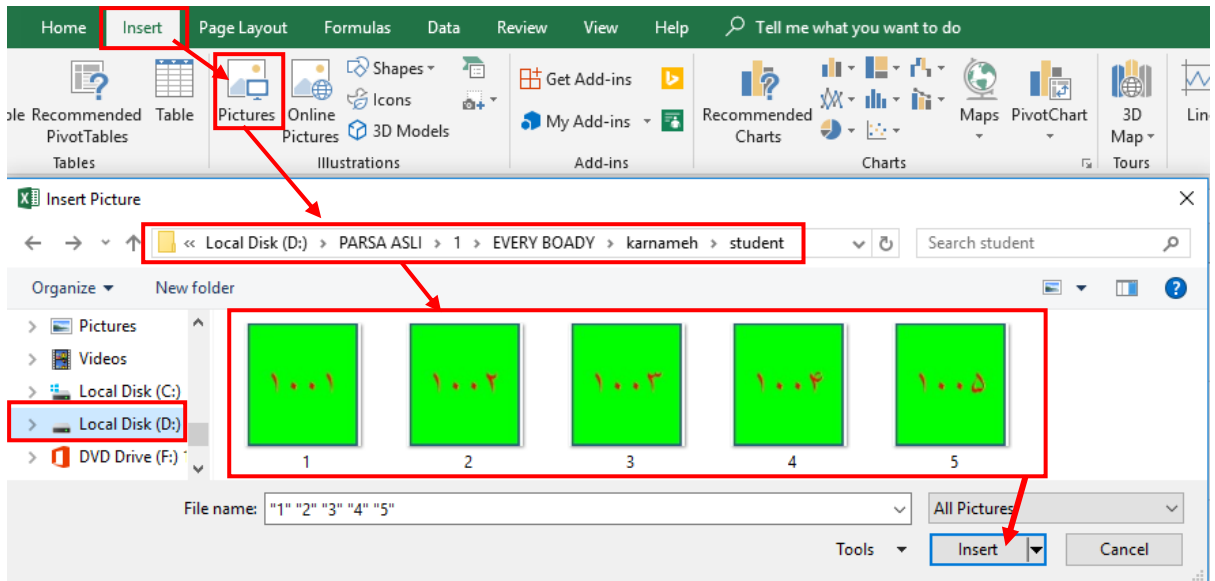 Home Insert Page Layout Formulas Data Review View Help Tell me what you want to do
ble Recommended PivotTables
Table
Pictures
Online Pictures
Shapes
Icons
3D Models
Get Add-ins
My Add-ins
Recommended Charts
Maps
PivotChart
3D Map
Lin
Tables Illustrations Add-ins Charts Tours
Insert Picture
« Local Disk (D:) › PARSA ASLI › 1 › EVERY BOADY › karnameh › student
Search student
Organize New folder
Pictures
Videos
Local Disk (C:)
Local Disk (D:)
DVD Drive (F:)
۱۰۰۱ ۱۰۰۲ ۱۰۰۳ ۱۰۰۴ ۱۰۰۵
1 2 3 4 5
File name: "1" "2" "3" "4" "5"
All Pictures
Tools Insert Cancel